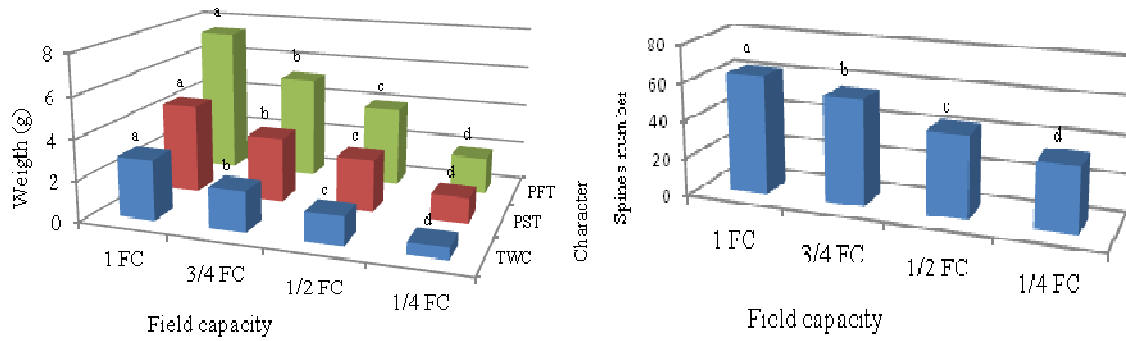 Weigth (g)
8
6
4
2
0
a
a
a
b
b
b
c
c
c
d
d
d
1 FC
3/4 FC
1/2 FC
1/4 FC
TWC
PST
PFT
Character
Field capacity
Spines number
80
60
40
20
0
a
b
c
d
1 FC
3/4 FC
1/2 FC
1/4 FC
Field capacity